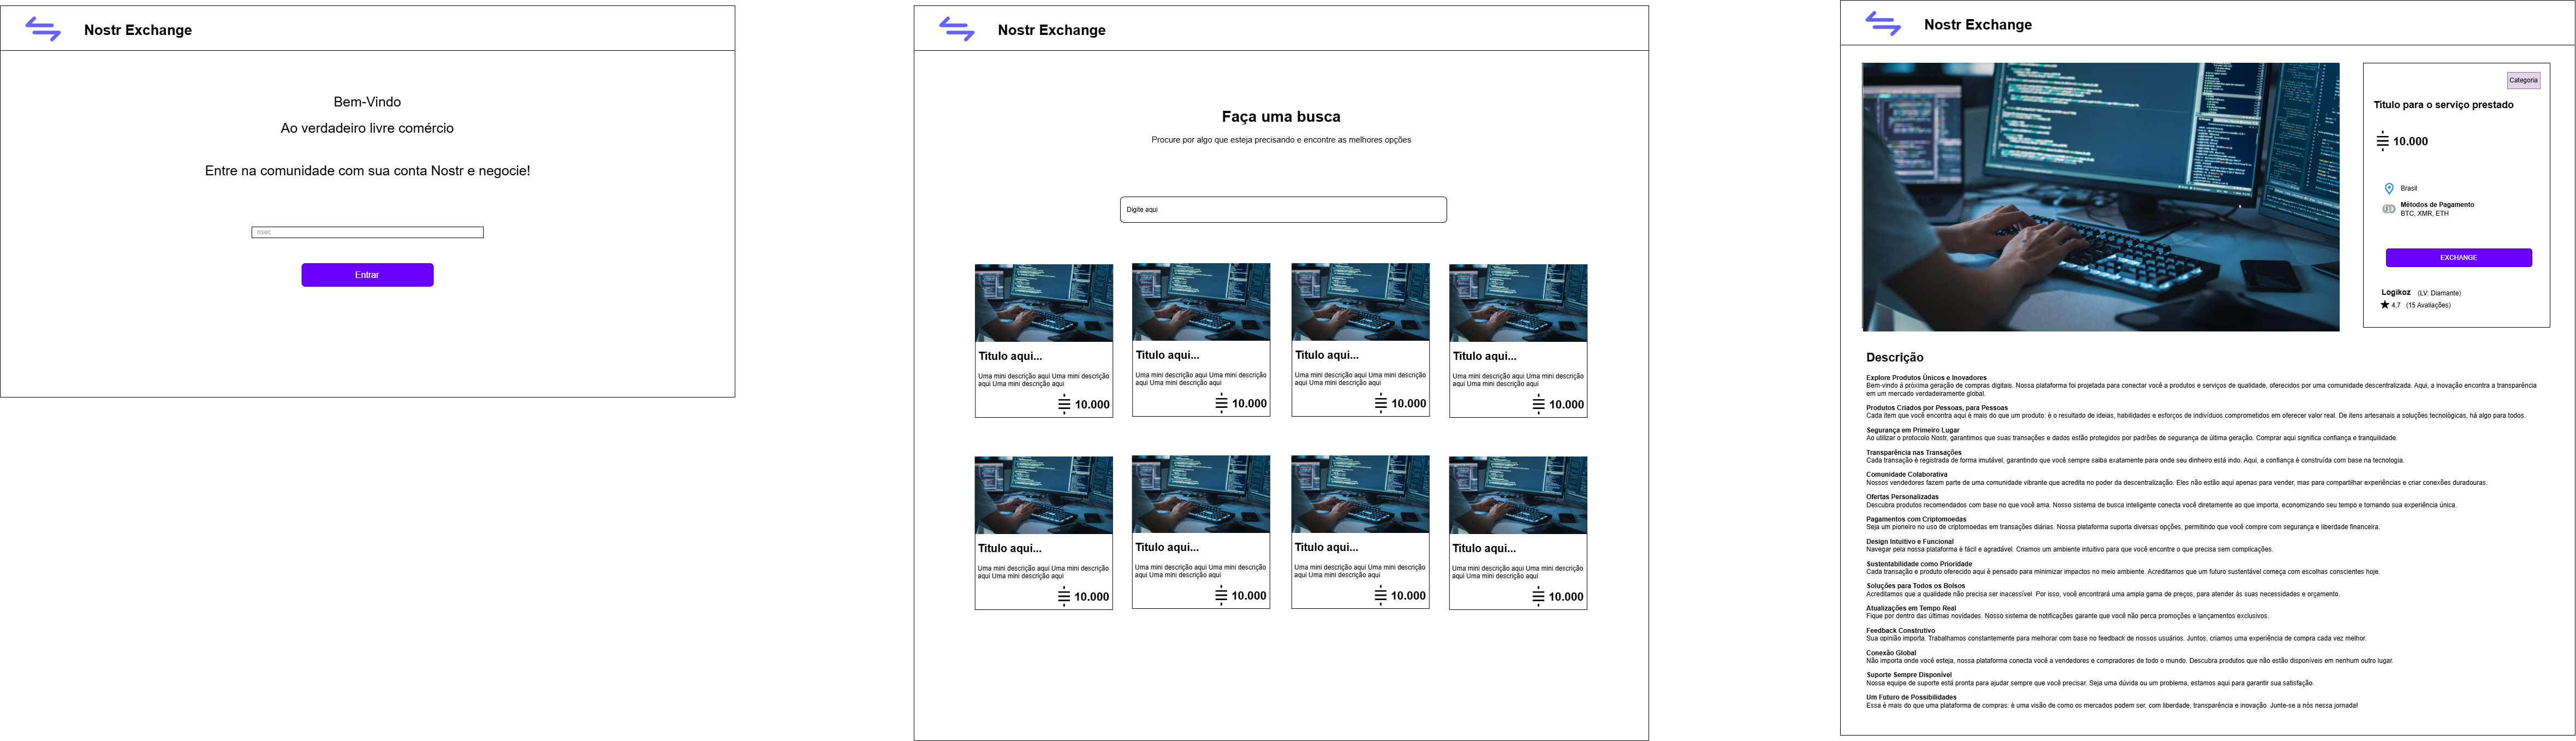 Nostr Exchange
Bem-Vindo
Ao verdadeiro livre comércio
Entre na comunidade com sua conta Nostr e negocie!
nsec
Entrar
Nostr Exchange
Faça uma busca
Procure por algo que esteja precisando e encontre as melhores opções
Digite aqui
Titulo aqui...
Uma mini descrição aqui Uma mini descrição
aqui Uma mini descrição aqui
10.000
Titulo aqui...
Uma mini descrição aqui Uma mini descrição
aqui Uma mini descrição aqui
10.000
Titulo aqui...
Uma mini descrição aqui Uma mini descrição
aqui Uma mini descrição aqui
10.000
Titulo aqui...
Uma mini descrição aqui Uma mini descrição
aqui Uma mini descrição aqui
10.000
Titulo aqui...
Uma mini descrição aqui Uma mini descrição
aqui Uma mini descrição aqui
10.000
Titulo aqui...
Uma mini descrição aqui Uma mini descrição
aqui Uma mini descrição aqui
10.000
Titulo aqui...
Uma mini descrição aqui Uma mini descrição
aqui Uma mini descrição aqui
10.000
Titulo aqui...
Uma mini descrição aqui Uma mini descrição
aqui Uma mini descrição aqui
10.000
Nostr Exchange
Categoria
Titulo para o serviço prestado
10.000
Brasil
Métodos de Pagamento
BTC, XMR, ETH
EXCHANGE
Logikoz (LV: Diamante)
4,7 (15 Avaliações)
Descrição
Explore Produtos Únicos e Inovadores
Bem-vindo à próxima geração de compras digitais. Nossa plataforma foi projetada para conectar você a produtos e serviços de qualidade, oferecidos por uma comunidade descentralizada. Aqui, a inovação encontra a transparência
em um mercado verdadeiramente global.
Produtos Criados por Pessoas, para Pessoas
Cada item que você encontra aqui é mais do que um produto: é o resultado de ideias, habilidades e esforços de indivíduos comprometidos em oferecer valor real. De itens artesanais a soluções tecnológicas, há algo para todos.
Segurança em Primeiro Lugar
Ao utilizar o protocolo Nostr, garantimos que suas transações e dados estão protegidos por padrões de segurança de última geração. Comprar aqui significa confiança e tranquilidade.
Transparência nas Transações
Cada transação é registrada de forma imutável, garantindo que você sempre saiba exatamente para onde seu dinheiro está indo. Aqui, a confiança é construída com base na tecnologia.
Comunidade Colaborativa
Nossos vendedores fazem parte de uma comunidade vibrante que acredita no poder da descentralização. Eles não estão aqui apenas para vender, mas para compartilhar experiências e criar conexões duradouras.
Ofertas Personalizadas
Descubra produtos recomendados com base no que você ama. Nosso sistema de busca inteligente conecta você diretamente ao que importa, economizando seu tempo e tornando sua experiência única.
Pagamentos com Criptomoedas
Seja um pioneiro no uso de criptomoedas em transações diárias. Nossa plataforma suporta diversas opções, permitindo que você compre com segurança e liberdade financeira.
Design Intuitivo e Funcional
Navegar pela nossa plataforma é fácil e agradável. Criamos um ambiente intuitivo para que você encontre o que precisa sem complicações.
Sustentabilidade como Prioridade
Cada transação e produto oferecido aqui é pensado para minimizar impactos no meio ambiente. Acreditamos que um futuro sustentável começa com escolhas conscientes hoje.
Soluções para Todos os Bolsos
Acreditamos que a qualidade não precisa ser inacessível. Por isso, você encontrará uma ampla gama de preços, para atender às suas necessidades e orçamento.
Atualizações em Tempo Real
Fique por dentro das últimas novidades. Nosso sistema de notificações garante que você não perca promoções e lançamentos exclusivos.
Feedback Construtivo
Sua opinião importa. Trabalhamos constantemente para melhorar com base no feedback de nossos usuários. Juntos, criamos uma experiência de compra cada vez melhor.
Conexão Global
Não importa onde você esteja, nossa plataforma conecta você a vendedores e compradores de todo o mundo. Descubra produtos que não estão disponíveis em nenhum outro lugar.
Suporte Sempre Disponível
Nossa equipe de suporte está pronta para ajudar sempre que você precisar. Seja uma dúvida ou um problema, estamos aqui para garantir sua satisfação.
Um Futuro de Possibilidades
Essa é mais do que uma plataforma de compras: é uma visão de como os mercados podem ser, com liberdade, transparência e inovação. Junte-se a nós nessa jornada!